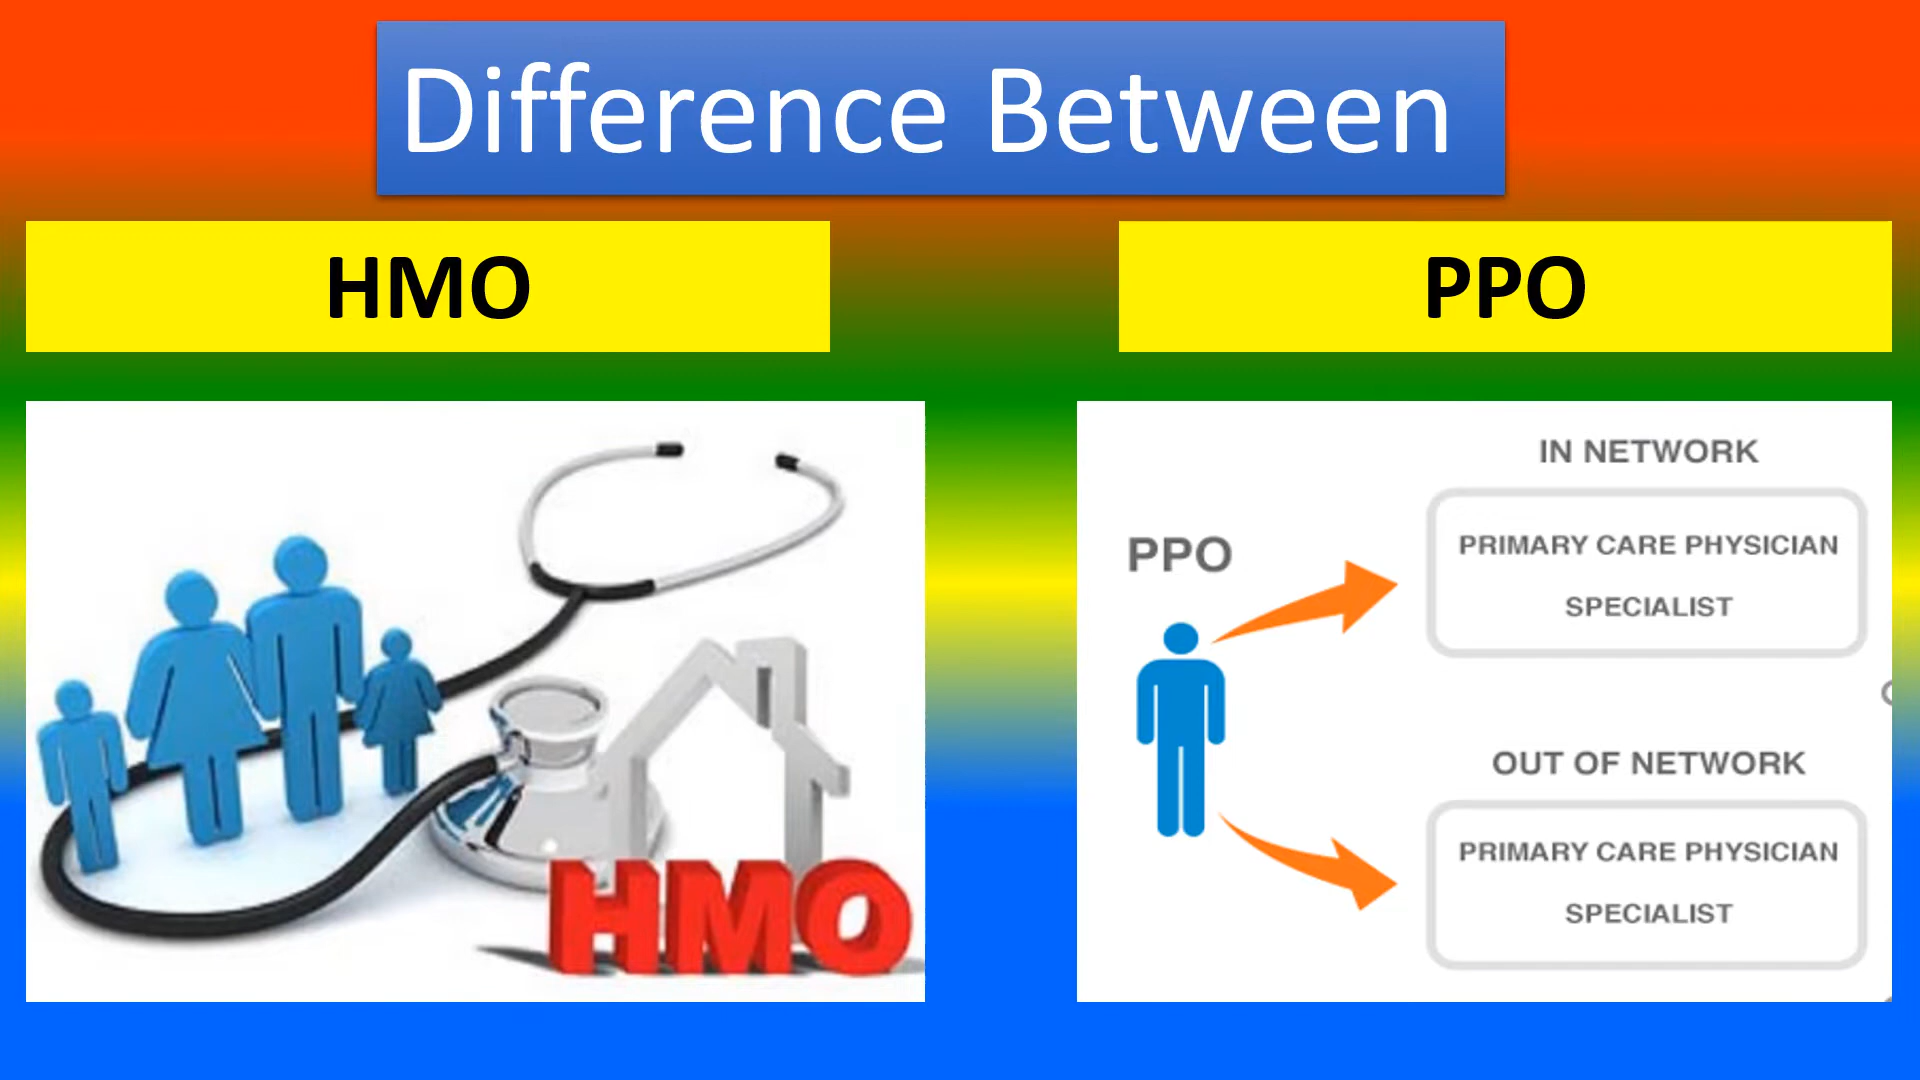 Difference Between
HMO
PPO
HMO
PPO
IN NETWORK
PRIMARY CARE PHYSICIAN
SPECIALIST
OUT OF NETWORK
PRIMARY CARE PHYSICIAN
SPECIALIST